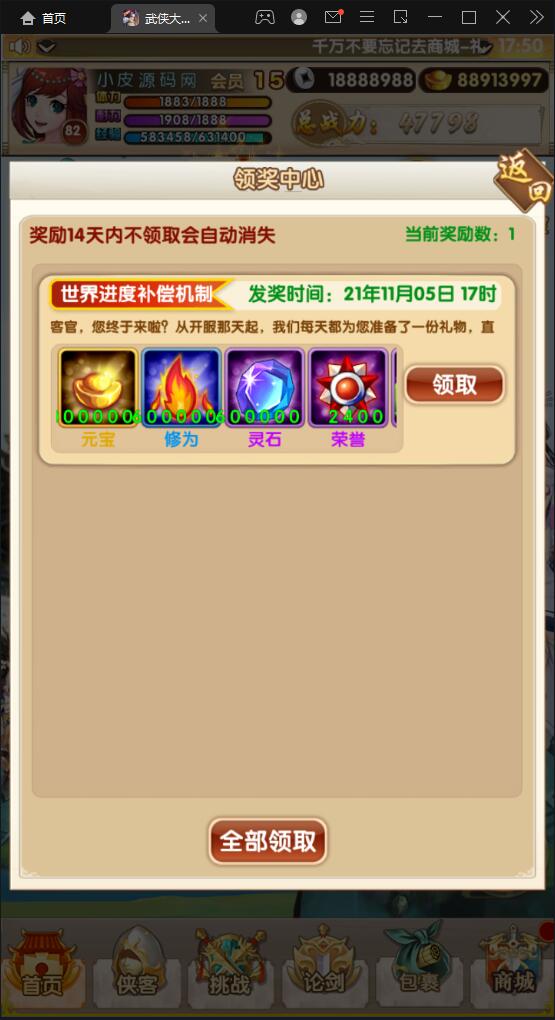 首页
武侠大...
千万不要忘记去商城-礼 17:50
小皮源码网 会员 15 18888988 88913997
体力 1883/1888
耐力 1908/1888
82 经验 583458/631400
总战力: 47798
领奖中心
返回
奖励14天内不领取会自动消失 当前奖励数: 1
世界进度补偿机制 发奖时间: 21年11月05日 17时
客官，您终于来啦? 从开服那天起，我们每天都为您准备了一份礼物，直
2400
元宝 修为 灵石 荣誉
领取
全部领取
首页 侠客 挑战 论剑 包裹 商城